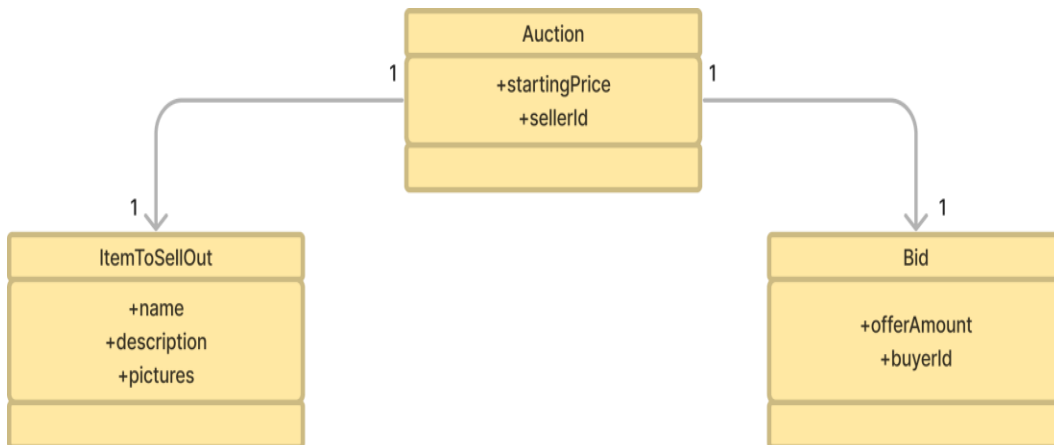 Auction
1
1
+startingPrice
+sellerId
1
1
ItemToSellOut
+name
+description
+pictures
Bid
+offerAmount
+buyerId